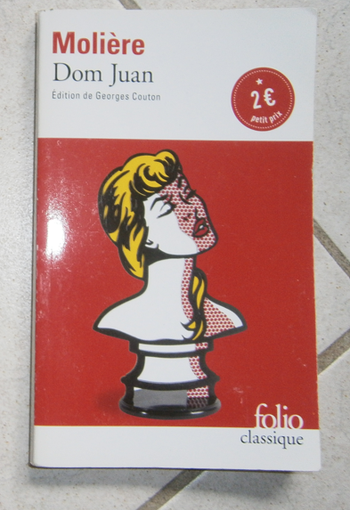 Molière
Dom Juan
Édition de Georges Couton
2 €
petit prix
folio
classique